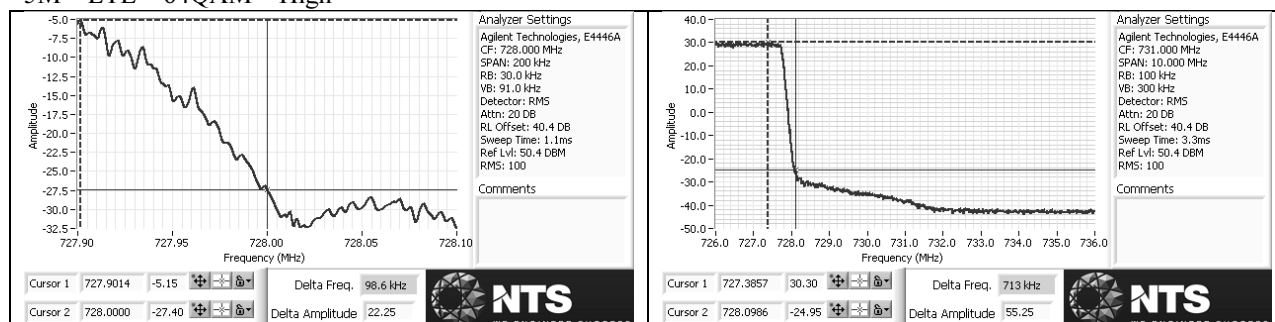 5M – LTE – 64QAM – High
Amplitude
-5.0
-7.5
-10.0
-12.5
-15.0
-17.5
-20.0
-22.5
-25.0
-27.5
-30.0
-32.5
727.90 727.95 728.00 728.05 728.10
Frequency (MHz)
Analyzer Settings
Agilent Technologies, E4446A
CF: 728.000 MHz
SPAN: 200 kHz
RB: 30.0 kHz
VB: 91.0 kHz
Detector: RMS
Attn: 20 DB
RL Offset: 40.4 DB
Sweep Time: 1.1ms
Ref Lvl: 50.4 DBM
RMS: 100
Comments
Cursor 1 727.9014 -5.15
Cursor 2 728.0000 -27.40
Delta Freq. 98.6 kHz
Delta Amplitude 22.25
NTS
Amplitude
40.0
30.0
20.0
10.0
0.0
-10.0
-20.0
-30.0
-40.0
-50.0
726.0 727.0 728.0 729.0 730.0 731.0 732.0 733.0 734.0 735.0 736.0
Frequency (MHz)
Analyzer Settings
Agilent Technologies, E4446A
CF: 731.000 MHz
SPAN: 10.000 MHz
RB: 100 kHz
VB: 300 kHz
Detector: RMS
Attn: 20 DB
RL Offset: 40.4 DB
Sweep Time: 3.3ms
Ref Lvl: 50.4 DBM
RMS: 100
Comments
Cursor 1 727.3857 30.30
Cursor 2 728.0986 -24.95
Delta Freq. 713 kHz
Delta Amplitude 55.25
NTS